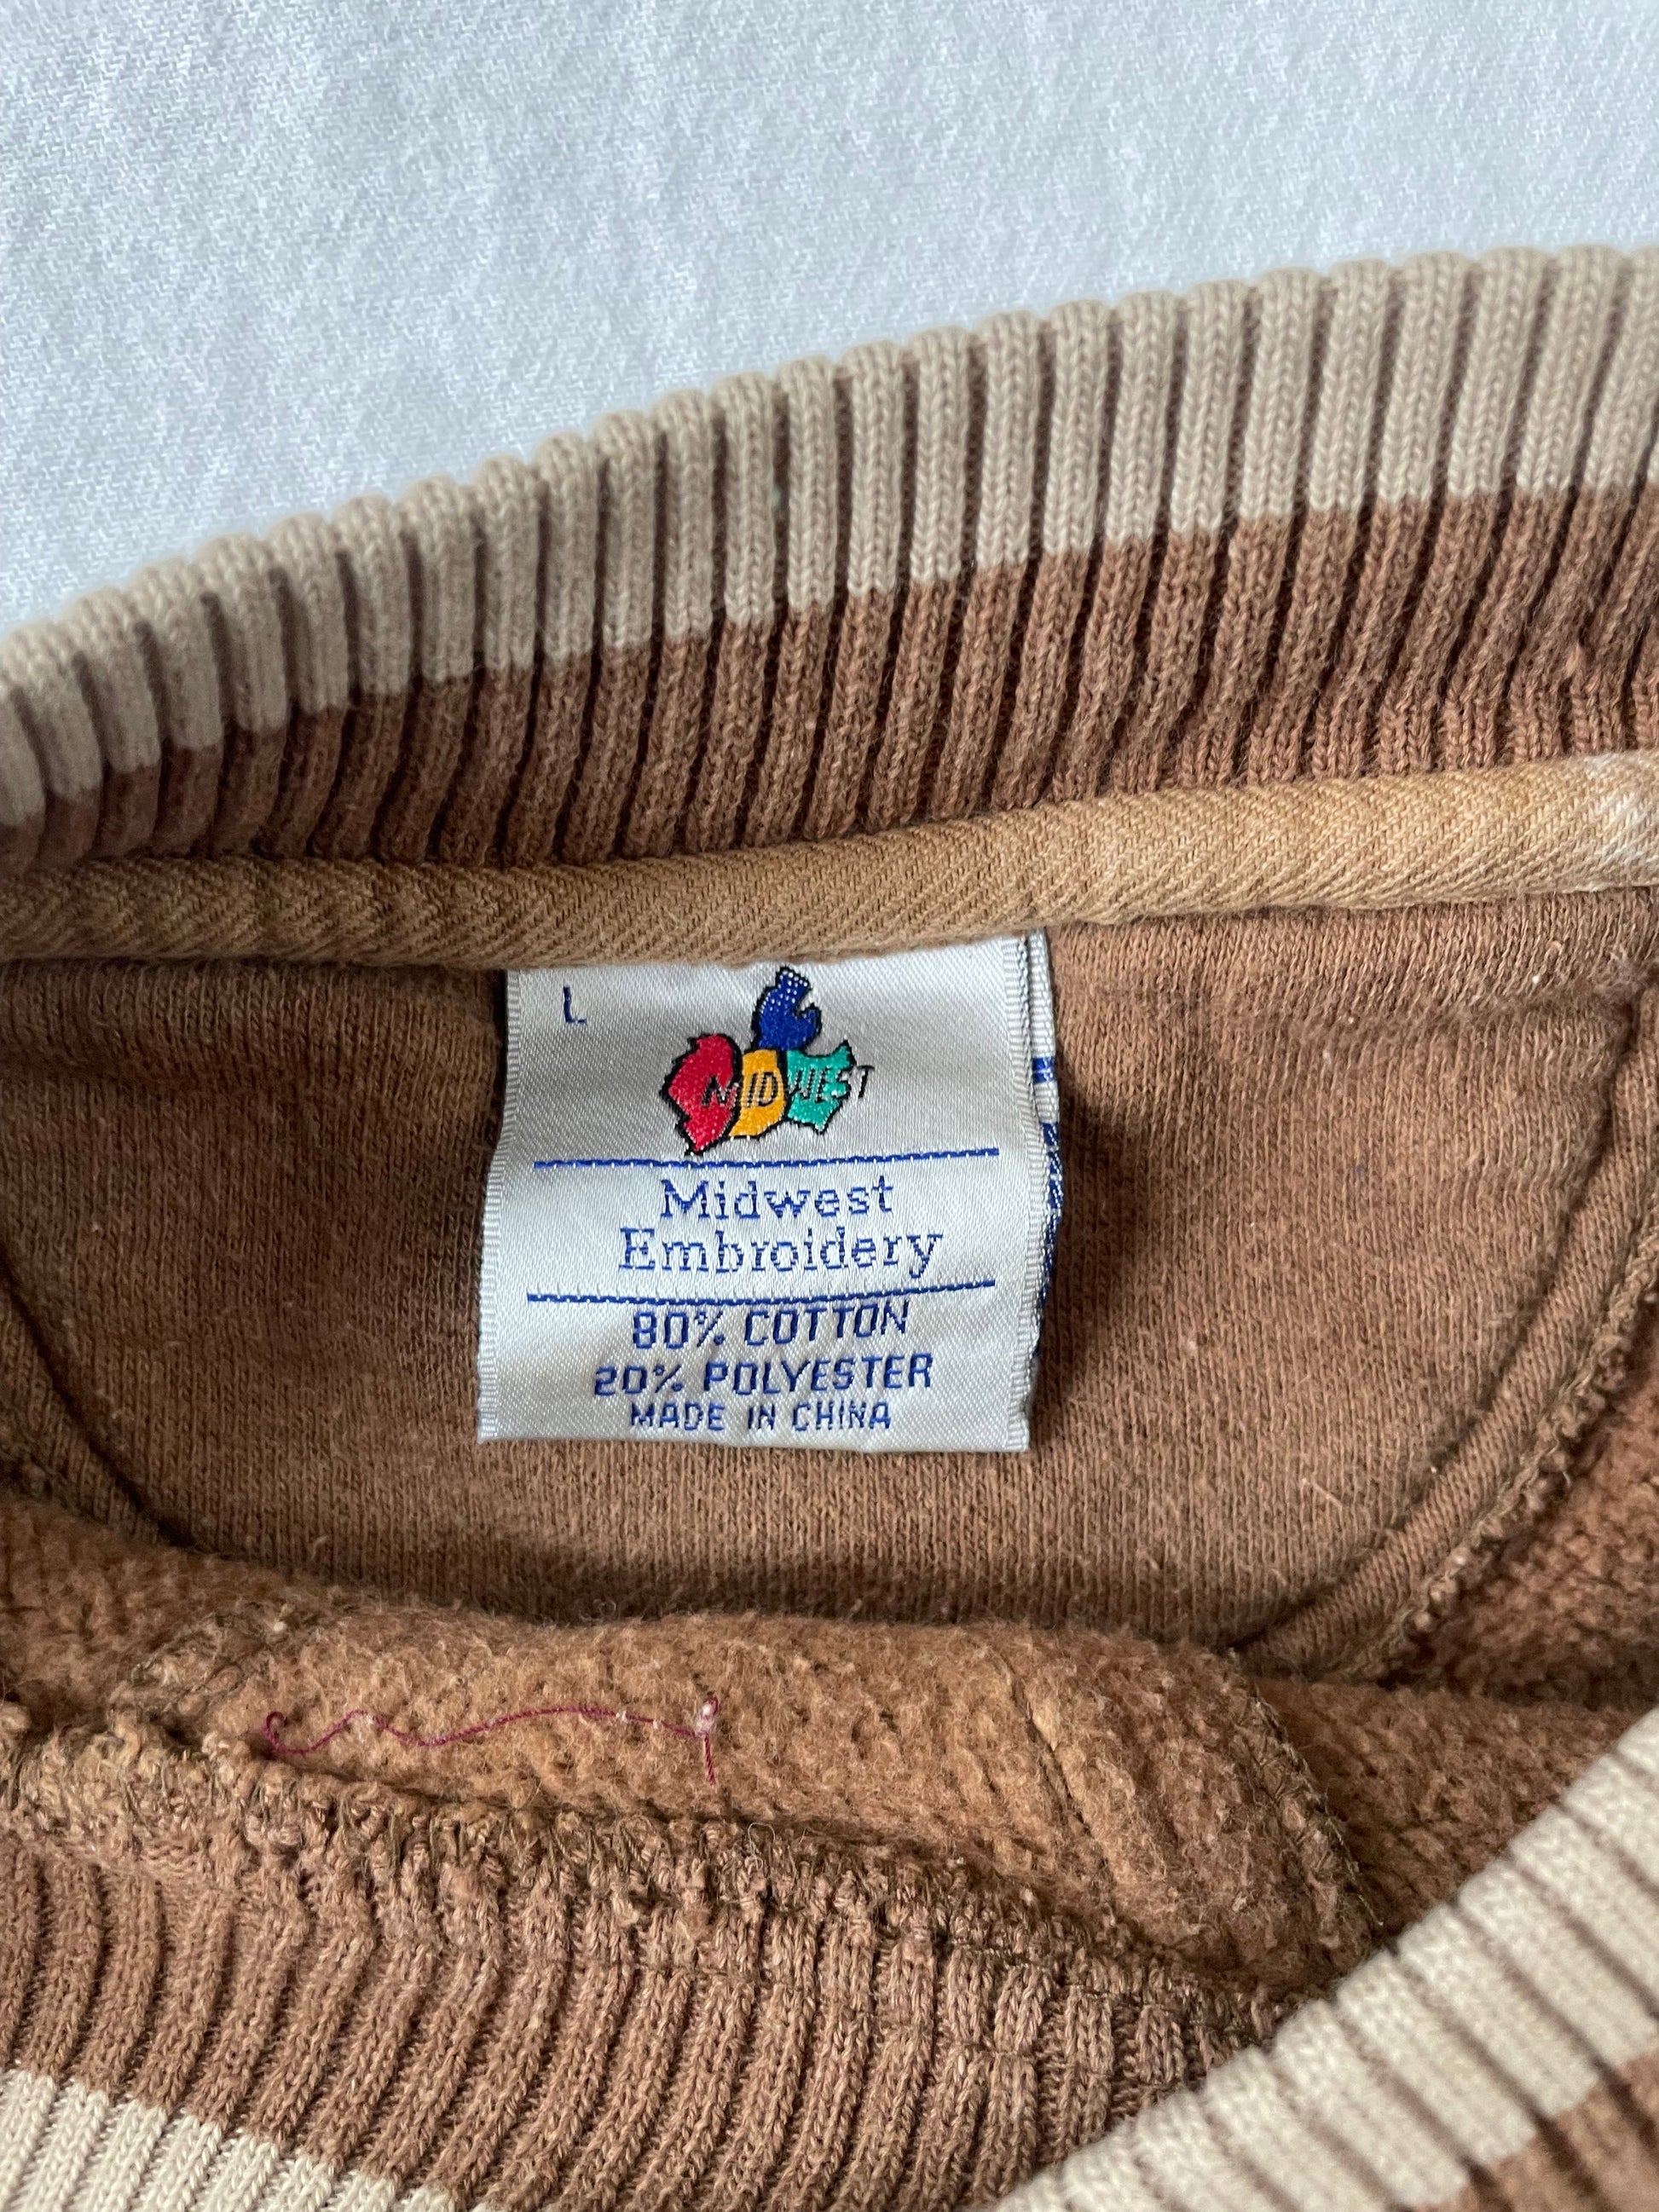 L
MIDWEST
Midwest
Embroidery
80% COTTON
20% POLYESTER
MADE IN CHINA